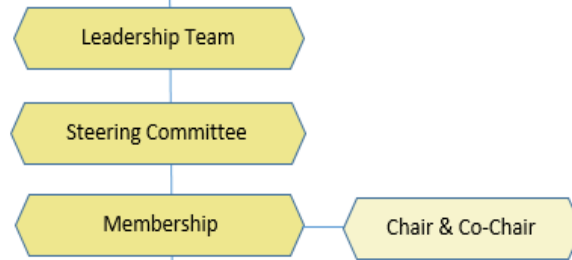 Leadership Team
Steering Committee
Membership
Chair & Co-Chair